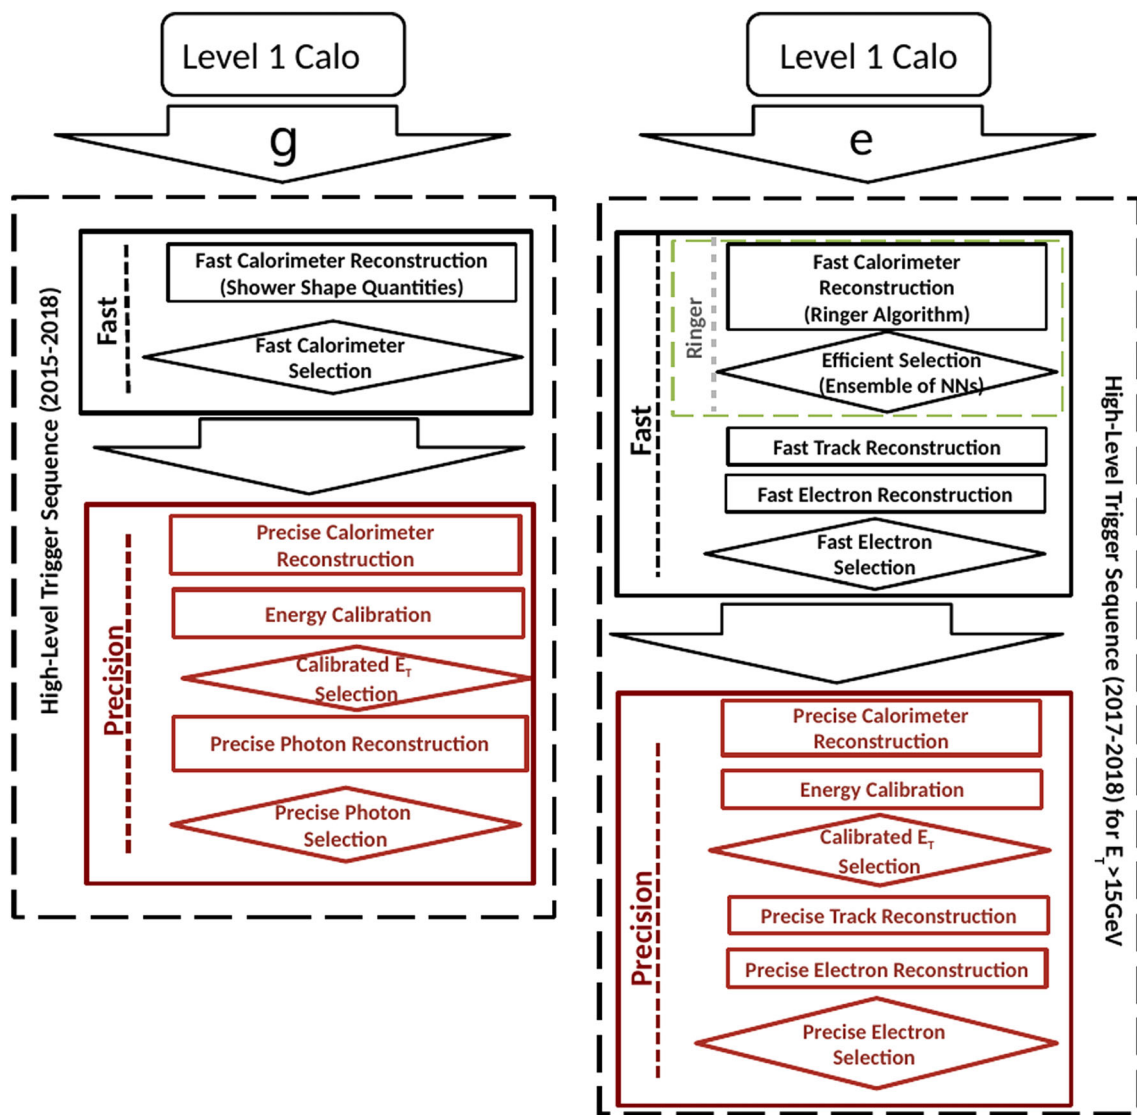 Level 1 Calo
g
High-Level Trigger Sequence (2015-2018)
Fast
Fast Calorimeter Reconstruction
(Shower Shape Quantities)
Fast Calorimeter
Selection
Precision
Precise Calorimeter
Reconstruction
Energy Calibration
Calibrated ET
Selection
Precise Photon Reconstruction
Precise Photon
Selection
Level 1 Calo
e
High-Level Trigger Sequence (2017-2018) for ET >15GeV
Fast
Ringer
Fast Calorimeter
Reconstruction
(Ringer Algorithm)
Efficient Selection
(Ensemble of NNs)
Fast Track Reconstruction
Fast Electron Reconstruction
Fast Electron
Selection
Precision
Precise Calorimeter
Reconstruction
Energy Calibration
Calibrated ET
Selection
Precise Track Reconstruction
Precise Electron Reconstruction
Precise Electron
Selection